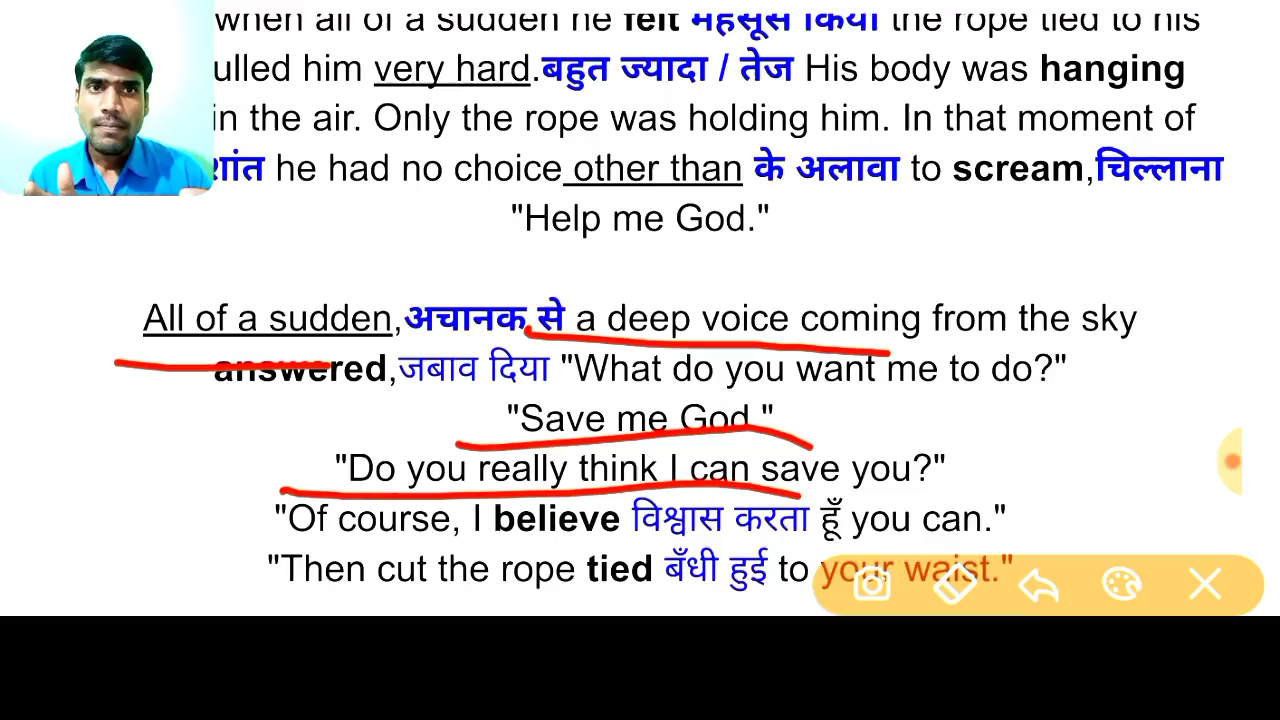 when all of a sudden he felt महसूस किया the rope tied to his
ulled him very hard.बहुत ज्यादा / तेज His body was hanging
in the air. Only the rope was holding him. In that moment of
शांत he had no choice other than के अलावा to scream,चिल्लाना
"Help me God."
All of a sudden,अचानक से a deep voice coming from the sky
answered,जबाव दिया "What do you want me to do?"
"Save me God."
"Do you really think I can save you?"
"Of course, I believe विश्वास करता हूँ you can."
"Then cut the rope tied बँधी हुई to your waist."